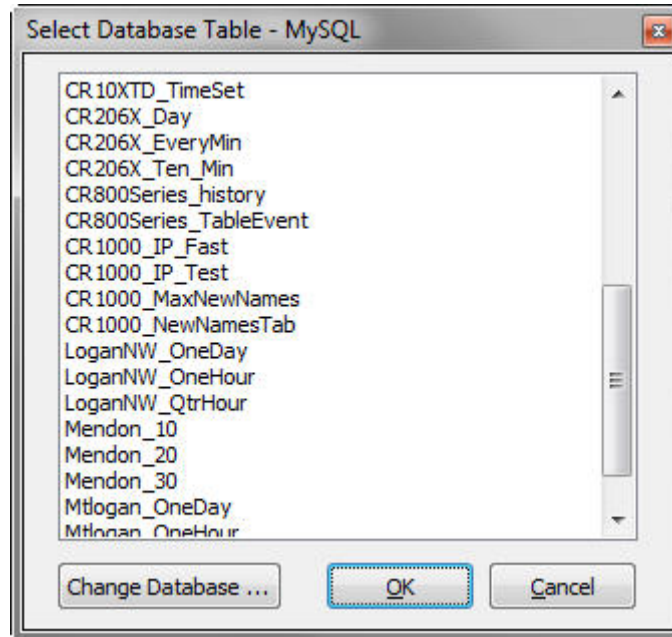 Select Database Table - MySQL
CR10XTD_TimeSet
CR206X_Day
CR206X_EveryMin
CR206X_Ten_Min
CR800Series_history
CR800Series_TableEvent
CR1000_IP_Fast
CR1000_IP_Test
CR1000_MaxNewNames
CR1000_NewNamesTab
LoganNW_OneDay
LoganNW_OneHour
LoganNW_QtrHour
Mendon_10
Mendon_20
Mendon_30
Mtlogan_OneDay
Mtlogan_OneHour
Change Database ... OK Cancel